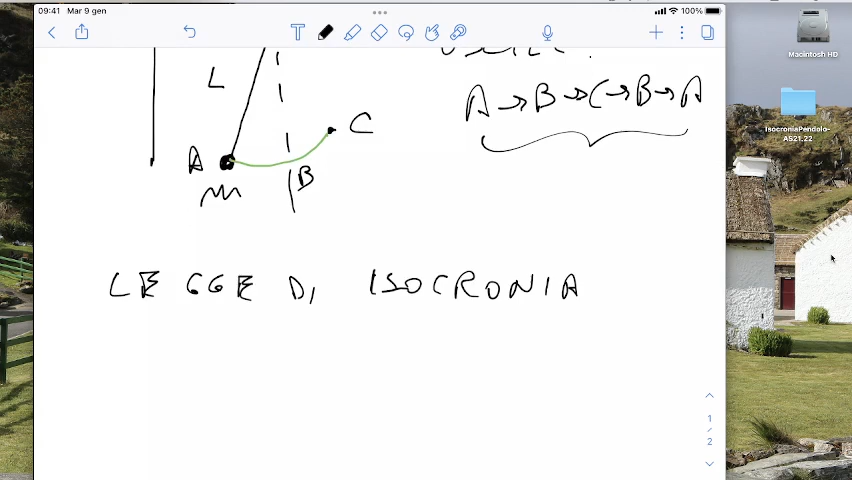 09:41 Mar 9 gen
100%
Macintosh HD
L
A→B→C→B→A
C
A
B
m
IsocroniaPendolo-
AS21.22
LEGGE DI ISOCRONIA
1
/
2